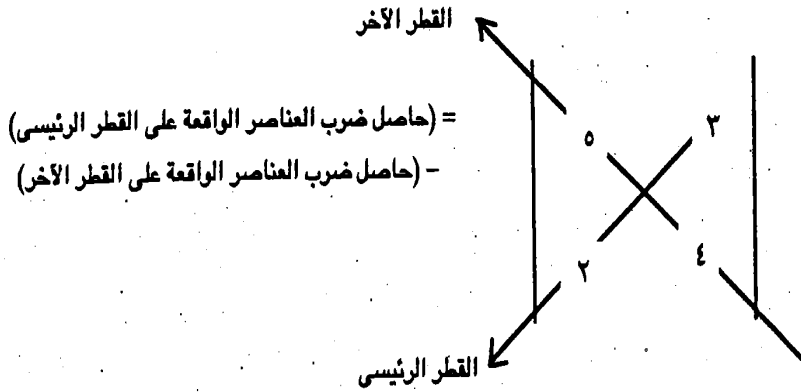 القطر الآخر
٣ ٥
= (حاصل ضرب العناصر الواقعة على القطر الرئيسى)
− (حاصل ضرب العناصر الواقعة على القطر الآخر)
٤ ٢
القطر الرئيسى